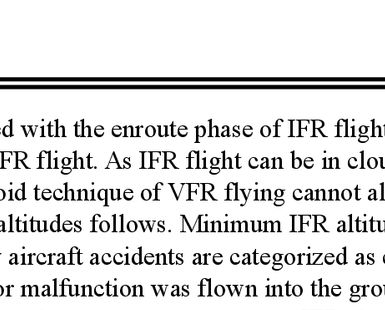 ed with the enroute phase of IFR flight
FR flight. As IFR flight can be in clou
oid technique of VFR flying cannot al
altitudes follows. Minimum IFR altitu
aircraft accidents are categorized as c
or malfunction was flown into the grou